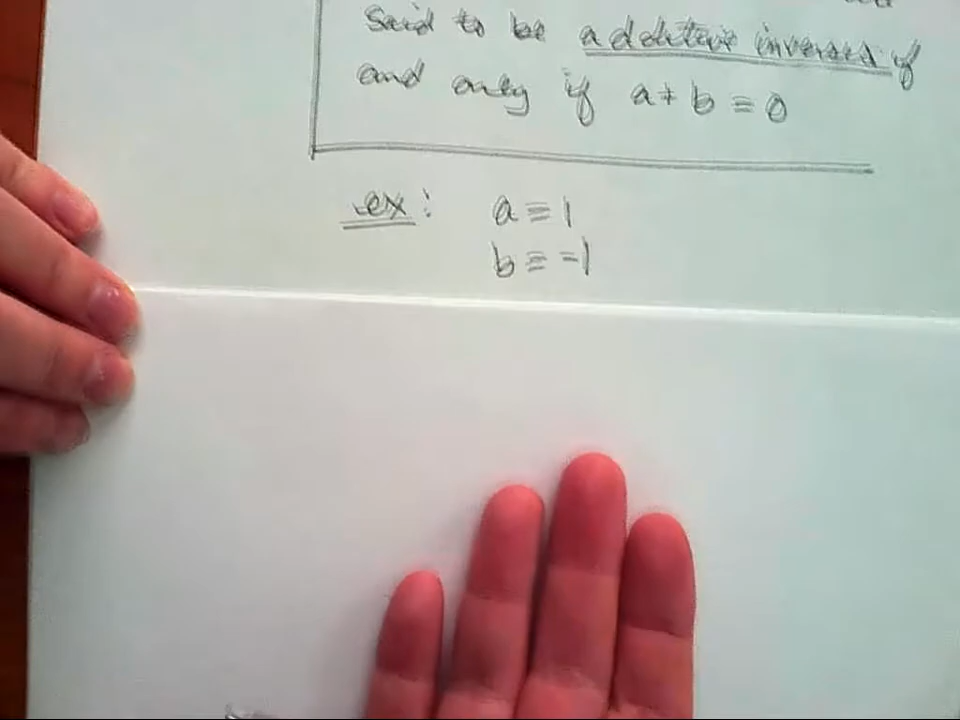 said to be additive inverses if
and only if a + b = 0
ex: a = 1
b = -1